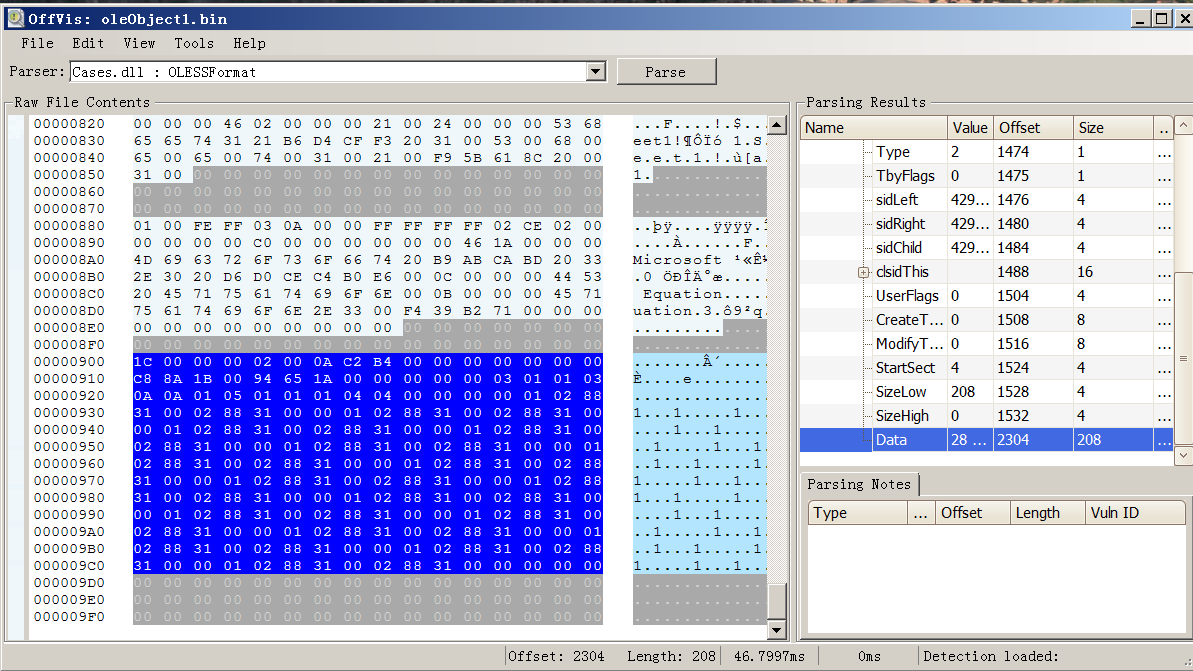 OffVis: oleObject1.bin
File Edit View Tools Help
Parser: Cases.dll : OLESSFormat Parse
Raw File Contents
00000820 00 00 00 46 02 00 00 00 21 00 24 00 00 00 53 68 ...F....!.$...
00000830 65 65 74 31 21 B6 D4 CF F3 20 31 00 53 00 68 00 eet1!¶ÔÏó 1.S
00000840 65 00 65 00 74 00 31 00 21 00 F9 5B 61 8C 20 00 e.e.t.1.!.ù[a
00000850 31 00 00 00 00 00 00 00 00 00 00 00 00 00 00 00 1.............
00000860 00 00 00 00 00 00 00 00 00 00 00 00 00 00 00 00 ..............
00000870 00 00 00 00 00 00 00 00 00 00 00 00 00 00 00 00 ..............
00000880 01 00 FE FF 03 0A 00 00 FF FF FF FF 02 CE 02 00 ..þÿ....ÿÿÿÿ.Î
00000890 00 00 00 00 C0 00 00 00 00 00 00 46 1A 00 00 00 ....À......F..
000008A0 4D 69 63 72 6F 73 6F 66 74 20 B9 AB CA BD 20 33 Microsoft ¹«Ê½
000008B0 2E 30 20 D6 D0 CE C4 B0 E6 00 0C 00 00 00 44 53 .0 ÖÐÎÄ°æ.....
000008C0 20 45 71 75 61 74 69 6F 6E 00 0B 00 00 00 45 71 Equation.....
000008D0 75 61 74 69 6F 6E 2E 33 00 F4 39 B2 71 00 00 00 uation.3.ô9²q.
000008E0 00 00 00 00 00 00 00 00 00 00 00 00 00 00 00 00 ..............
000008F0 00 00 00 00 00 00 00 00 00 00 00 00 00 00 00 00 ..............
00000900 1C 00 00 00 02 00 0A C2 B4 00 00 00 00 00 00 00 .......Â´.....
00000910 C8 8A 1B 00 94 65 1A 00 00 00 00 00 03 01 01 03 È....e........
00000920 0A 0A 01 05 01 01 01 04 04 00 00 00 00 01 02 88 ..............
00000930 31 00 02 88 31 00 00 01 02 88 31 00 02 88 31 00 1...1.....1...
00000940 00 01 02 88 31 00 02 88 31 00 00 01 02 88 31 00 ....1...1.....
00000950 02 88 31 00 00 01 02 88 31 00 02 88 31 00 00 01 ..1.....1...1.
00000960 02 88 31 00 02 88 31 00 00 01 02 88 31 00 02 88 ..1...1.....1.
00000970 31 00 00 01 02 88 31 00 02 88 31 00 00 01 02 88 1.....1...1...
00000980 31 00 02 88 31 00 00 01 02 88 31 00 02 88 31 00 1...1.....1...
00000990 00 01 02 88 31 00 02 88 31 00 00 01 02 88 31 00 ....1...1.....
000009A0 02 88 31 00 00 01 02 88 31 00 02 88 31 00 00 01 ..1.....1...1.
000009B0 02 88 31 00 02 88 31 00 00 01 02 88 31 00 02 88 ..1...1.....1.
000009C0 31 00 00 01 02 88 31 00 02 88 31 00 00 00 00 00 1.....1...1...
000009D0 00 00 00 00 00 00 00 00 00 00 00 00 00 00 00 00 ..............
000009E0 00 00 00 00 00 00 00 00 00 00 00 00 00 00 00 00 ..............
000009F0 00 00 00 00 00 00 00 00 00 00 00 00 00 00 00 00 ..............
Parsing Results
Name Value Offset Size ..
Type 2 1474 1 ...
TbyFlags 0 1475 1 ...
sidLeft 429... 1476 4 ...
sidRight 429... 1480 4 ...
sidChild 429... 1484 4 ...
clsidThis 1488 16 ...
UserFlags 0 1504 4 ...
CreateT... 0 1508 8 ...
ModifyT... 0 1516 8 ...
StartSect 4 1524 4 ...
SizeLow 208 1528 4 ...
SizeHigh 0 1532 4 ...
Data 28 ... 2304 208 ...
Parsing Notes
Type ... Offset Length Vuln ID
Offset: 2304 Length: 208 46.7997ms 0ms Detection loaded: